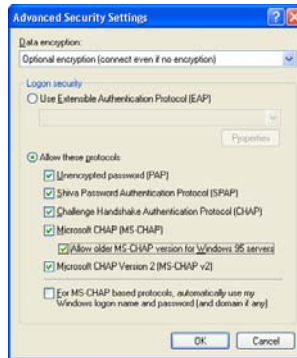 Advanced Security Settings
Data encryption:
Optional encryption (connect even if no encryption)
Logon security
Use Extensible Authentication Protocol (EAP)
Properties
Allow these protocols
Unencrypted password (PAP)
Shiva Password Authentication Protocol (SPAP)
Challenge Handshake Authentication Protocol (CHAP)
Microsoft CHAP (MS-CHAP)
Allow older MS-CHAP version for Windows 95 servers
Microsoft CHAP Version 2 (MS-CHAP v2)
For MS-CHAP based protocols, automatically use my
Windows logon name and password (and domain if any)
OK
Cancel